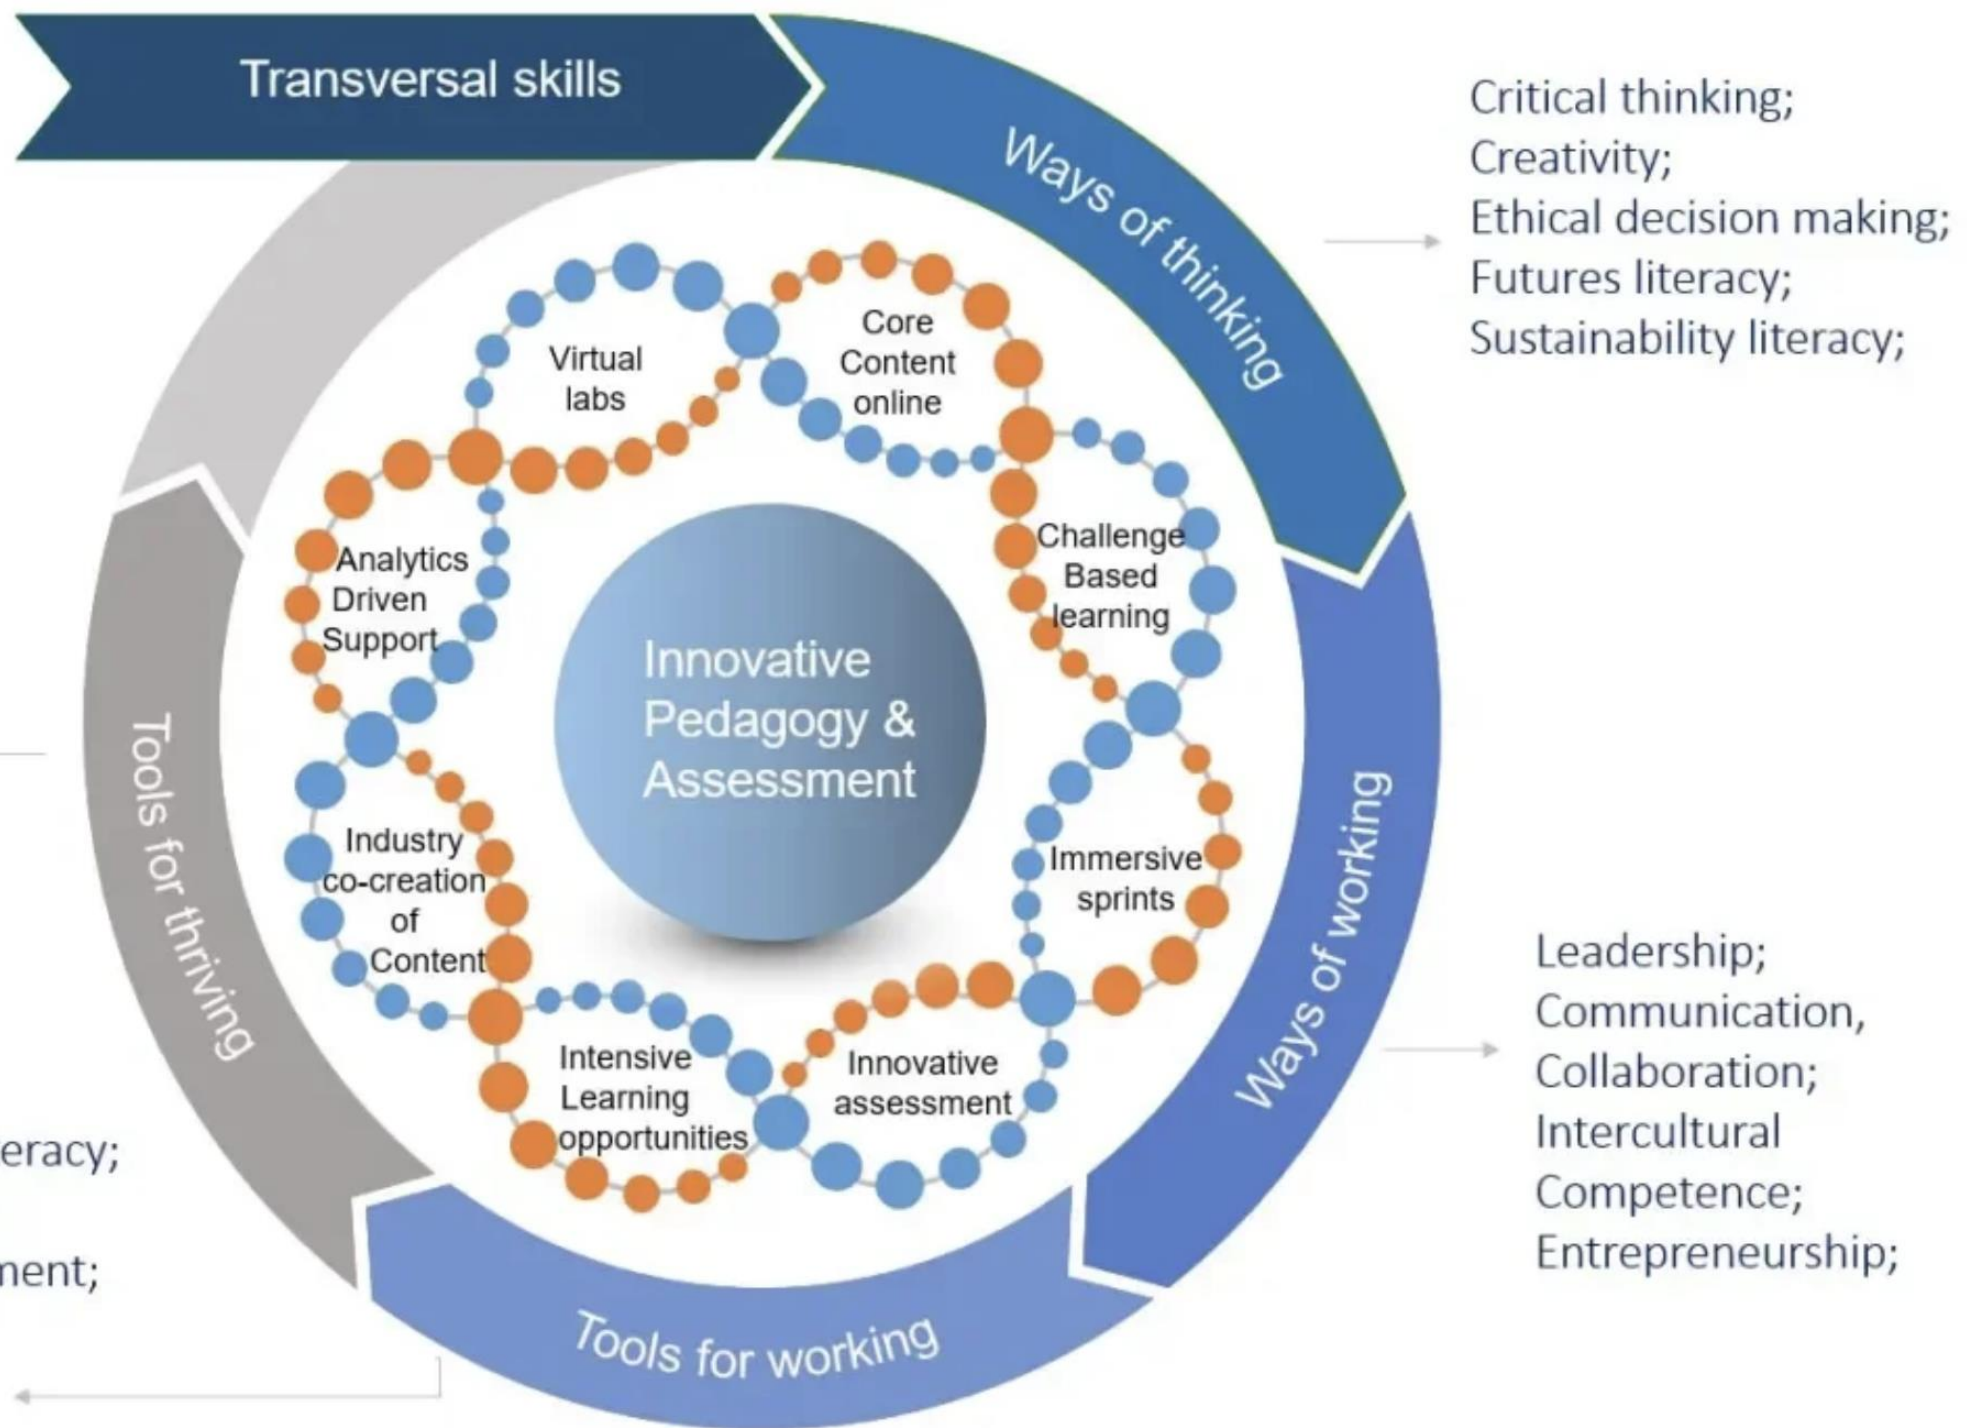 Transversal skills
Ways of thinking
Critical thinking;
Creativity;
Ethical decision making;
Futures literacy;
Sustainability literacy;
Virtual
labs
Core
Content
online
Challenge
Based
learning
Analytics
Driven
Support
Innovative
Pedagogy &
Assessment
Immersive
sprints
Industry
co-creation
of
Content
Intensive
Learning
opportunities
Innovative
assessment
Ways of working
Leadership;
Communication,
Collaboration;
Intercultural
Competence;
Entrepreneurship;
Tools for working
Tools for thriving
eracy;
ment;